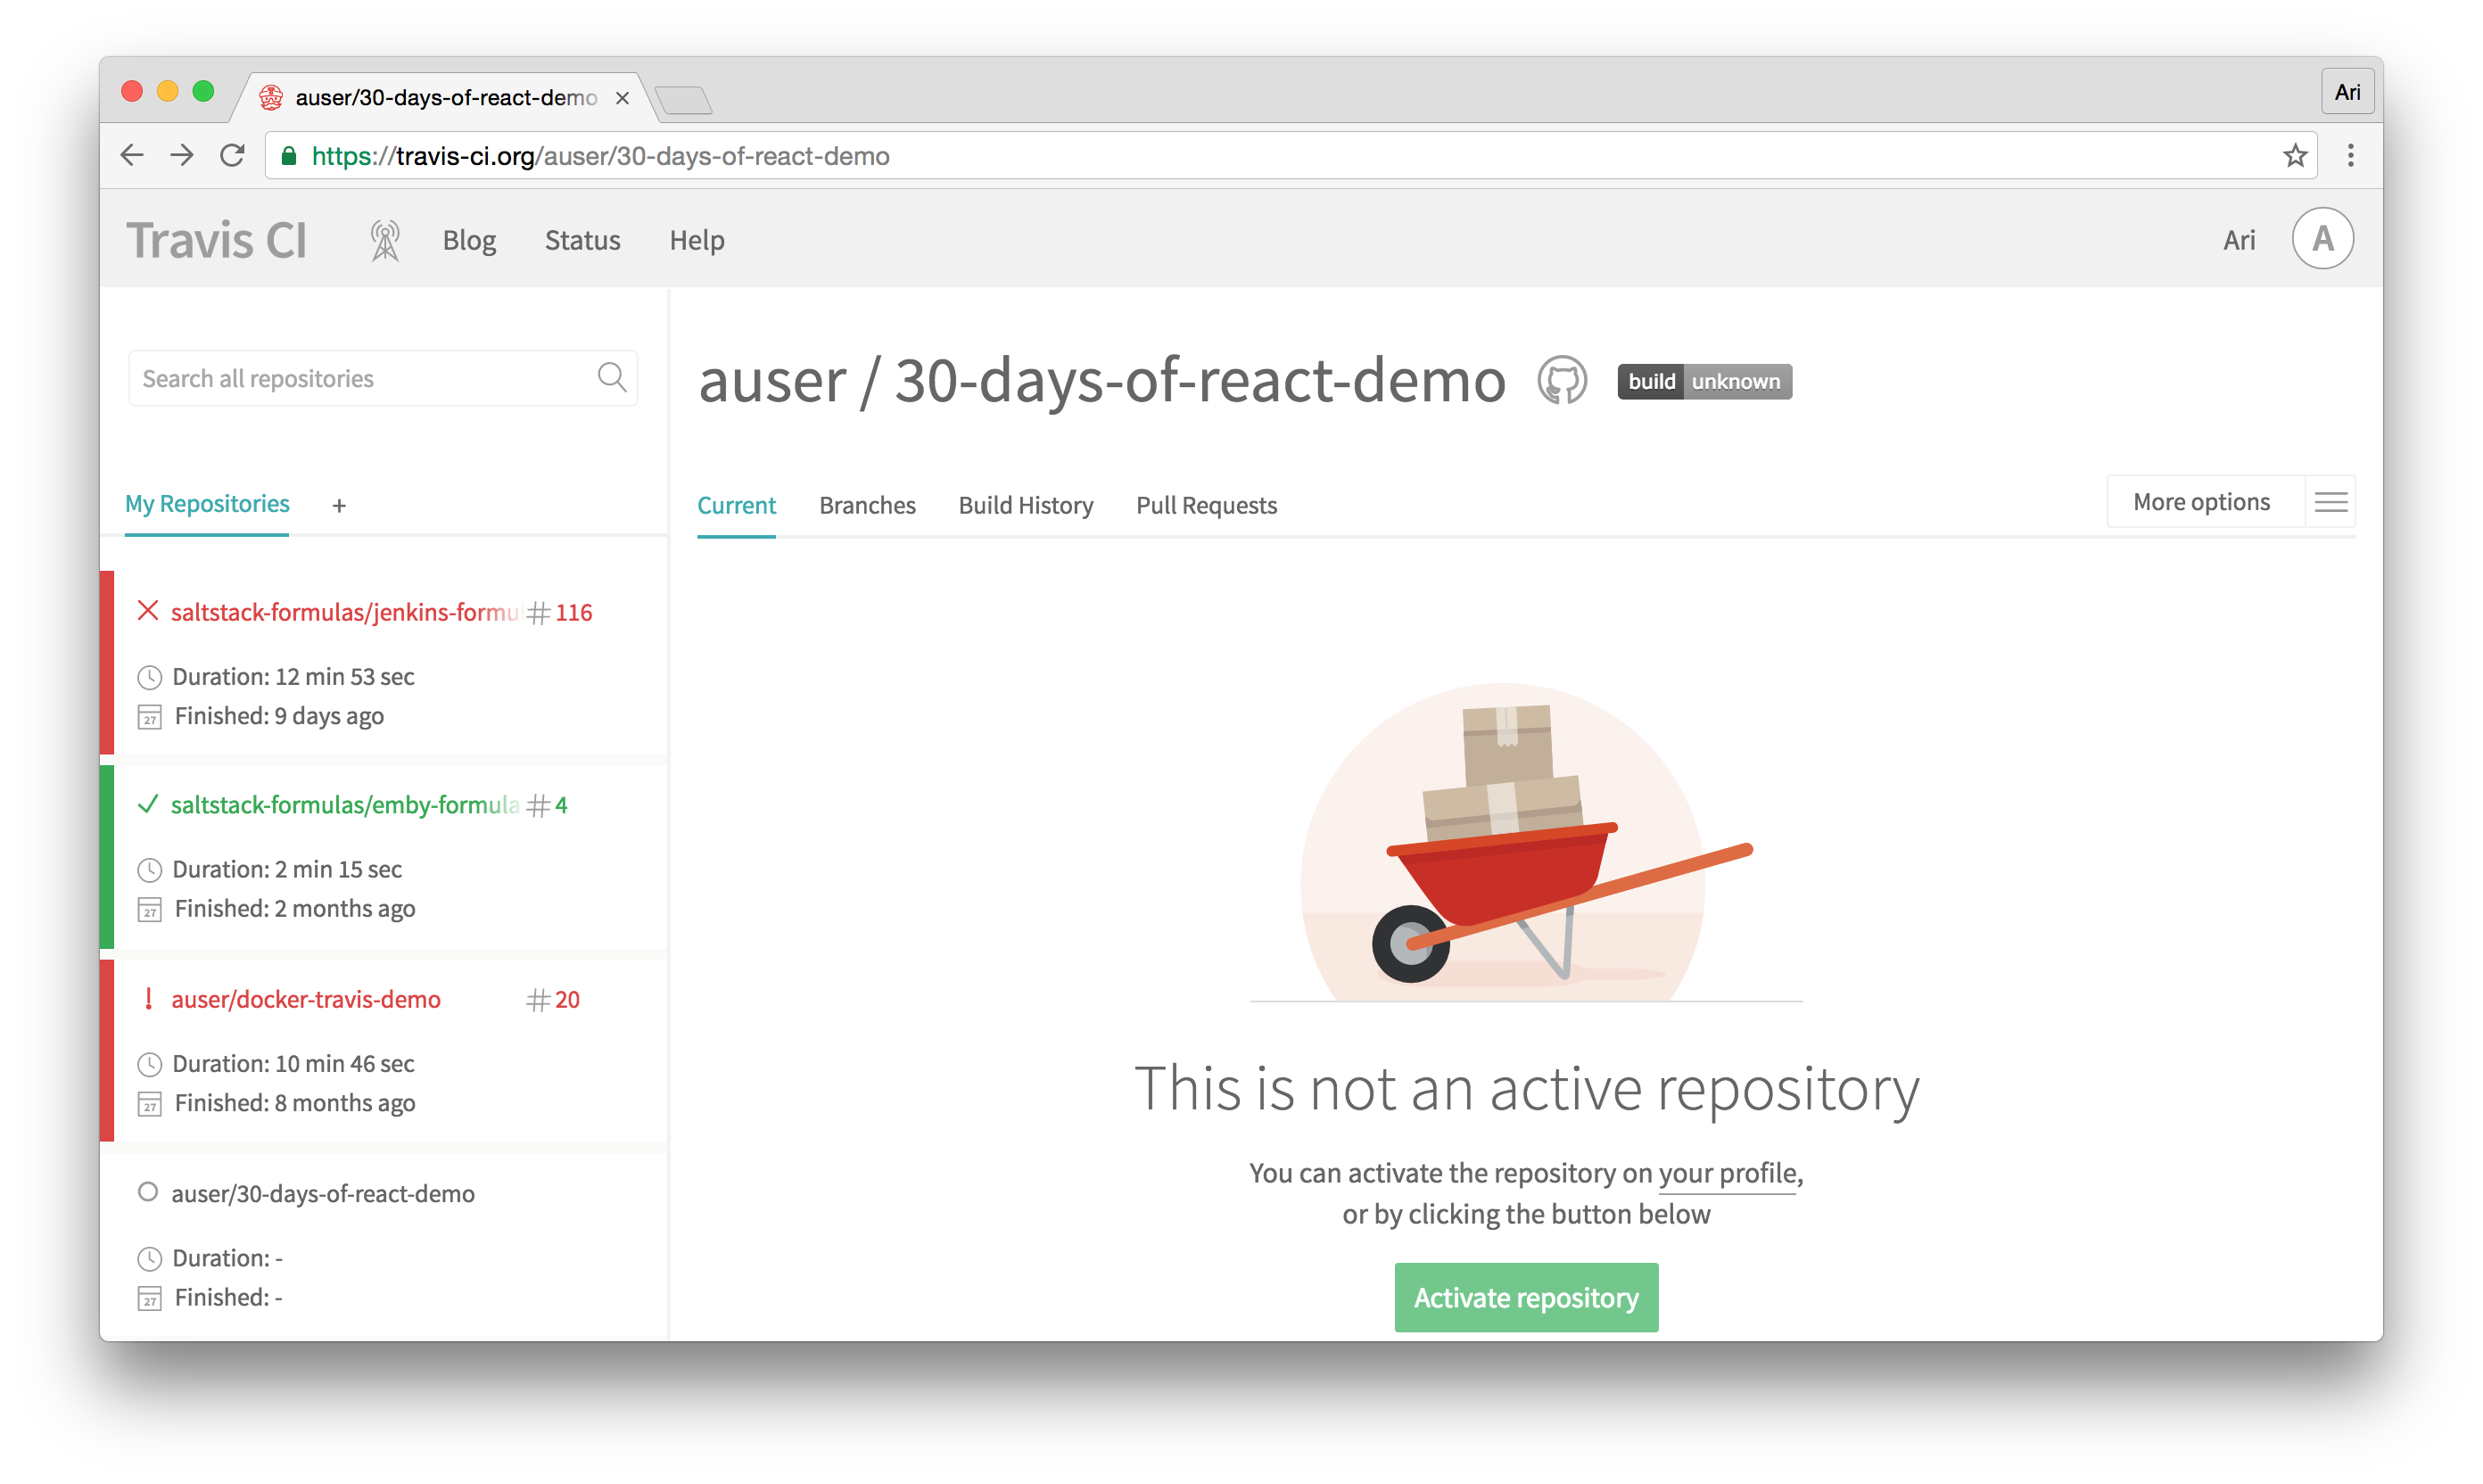 auser/30-days-of-react-demo
Ari
https://travis-ci.org/auser/30-days-of-react-demo
Travis CI Blog Status Help Ari A
Search all repositories
My Repositories +
saltstack-formulas/jenkins-formu # 116
Duration: 12 min 53 sec
27 Finished: 9 days ago
saltstack-formulas/emby-formula # 4
Duration: 2 min 15 sec
27 Finished: 2 months ago
! auser/docker-travis-demo # 20
Duration: 10 min 46 sec
27 Finished: 8 months ago
auser/30-days-of-react-demo
Duration: -
27 Finished: -
auser / 30-days-of-react-demo build unknown
Current Branches Build History Pull Requests More options
This is not an active repository
You can activate the repository on your profile,
or by clicking the button below
Activate repository